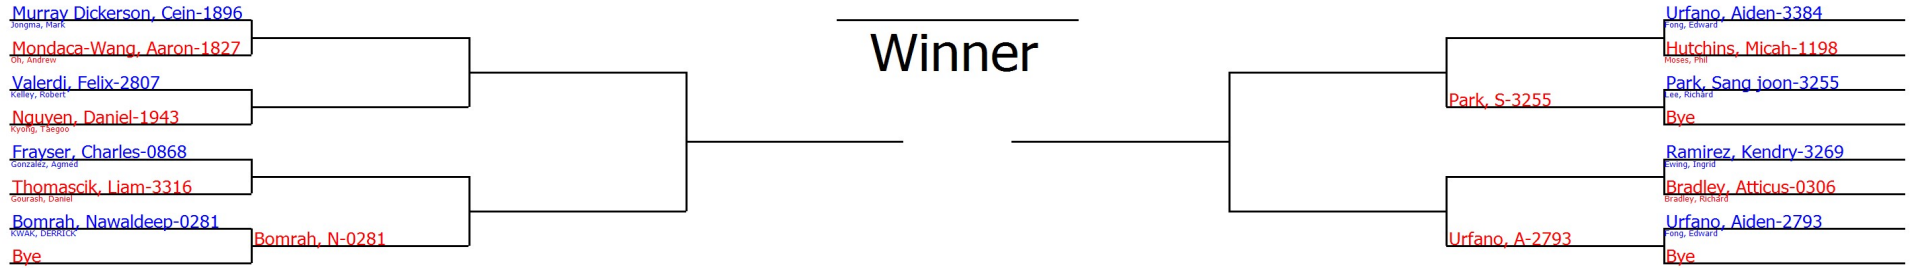 Murray Dickerson, Cein-1896
Jongma, Mark
Mondaca-Wang, Aaron-1827
Oh, Andrew
Valerdi, Felix-2807
Kelley, Robert
Nguyen, Daniel-1943
Kyong, Taegoo
Frayser, Charles-0868
Gonzalez, Agmed
Thomascik, Liam-3316
Gourash, Daniel
Bomrah, Nawaldeep-0281
KWAK, DERRICK
Bye
Bomrah, N-0281
Winner
Park, S-3255
Urfano, A-2793
Urfano, Aiden-3384
Fong, Edward
Hutchins, Micah-1198
Moses, Phil
Park, Sang joon-3255
Lee, Richard
Bye
Ramirez, Kendry-3269
Ewing, Ingrid
Bradley, Atticus-0306
Bradley, Richard
Urfano, Aiden-2793
Fong, Edward
Bye